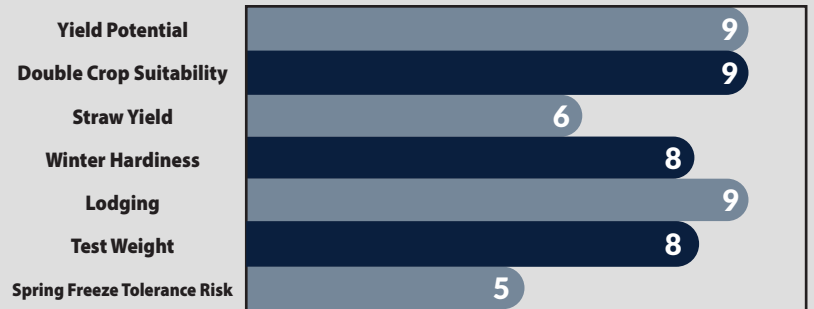 Yield Potential 9
Double Crop Suitability 9
Straw Yield 6
Winter Hardiness 8
Lodging 9
Test Weight 8
Spring Freeze Tolerance Risk 5